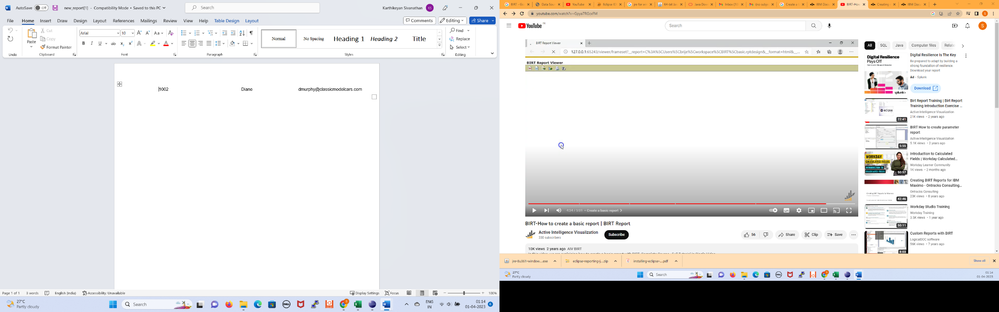 AutoSave Off new_report[1] - Compatibility Mode • Saved to this PC Search Karthikeyan Sivanathan KS
File Home Insert Draw Design Layout References Mailings Review View Help Table Design Layout Comments Editing Share
Paste Cut Copy Format Painter Arial 10 Normal No Spacing Heading 1 Heading 2 Title Find Replace Select
Undo Clipboard Font Paragraph Styles Editing
1002 Diane dmurphy@classicmodelcars.com
Page 1 of 1 3 words English (India) Accessibility: Unavailable Display Settings Focus 100%
27°C
Partly cloudy
Search
ENG
IN
01:14
01-04-2023
6
BIRT - Go YouTube Eclipse ID jre for win 64-bit Jav Java Dow (no subje Create a IBM Docu BIRT-How Creating IBM Doc
youtube.com/watch?v=Gpya7RGcxFM
YouTube IN Search S
BIRT Report Viewer
127.0.0.1:65243/viewer/frameset?__report=C%3A%5CUsers%5Cbrije%5Cworkspace%5CBIRT%5Cbasic.rptdesign&__format=html&__...
BIRT Report Viewer
4:34 / 5:01 • Create a basic report
BIRT-How to create a basic report | BIRT Report
Active Intelligence Visualization
330 subscribers
Subscribe
56 Share Clip Save
10K views 2 years ago AIV BIRT
All SQL Java Computer files Relate
Digital Resilience
Pays Off
splunk>
Digital Resilience Is The Key
Be prepared to adapt by building a
strong foundation of resilience.
Download your report
Ad · Splunk
Download
eclipse
22:41
Birt Report Training | Birt Report
Training Introduction Exercise ...
Active Intelligence Visualization
21K views • 2 years ago
5:55
BIRT How to create parameter
report
Active Intelligence Visualization
5.1K views • 2 years ago
WORKDAY
CALCULATED FIELDS
INTRODUCTION TO
CALCULATED FIELDS
50:57
Introduction to Calculated
Fields | Workday Calculated...
Workday Learner Community
1K views • 2 months ago
42:46
Creating BIRT Reports for IBM
Maximo - Ontracks Consulting...
Ontracks Consulting
23K views • 8 years ago
50:11
Workday Studio Training
Workday Training
3.5K views • 1 year ago
8:03
Custom Reports with BIRT
LogicalDOC software
56K views • 7 years ago
jre-8u361-window....exe eclipse-reporting-j....zip installing-eclipse-....pdf Show all
27°C
Partly cloudy
Search
01:14
01-04-2023